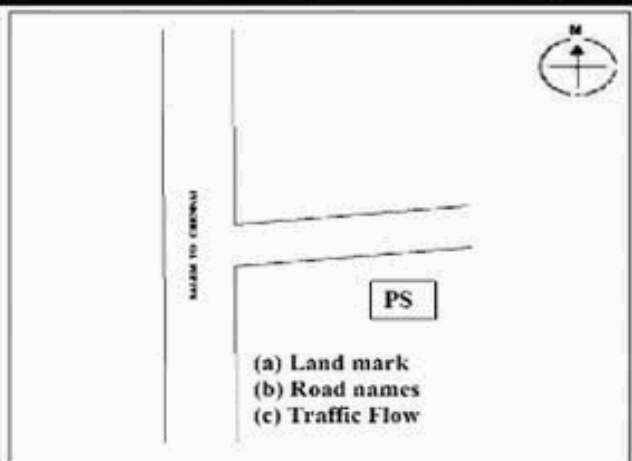 N
SALEM TO CHENNAI
PS
(a) Land mark
(b) Road names
(c) Traffic Flow